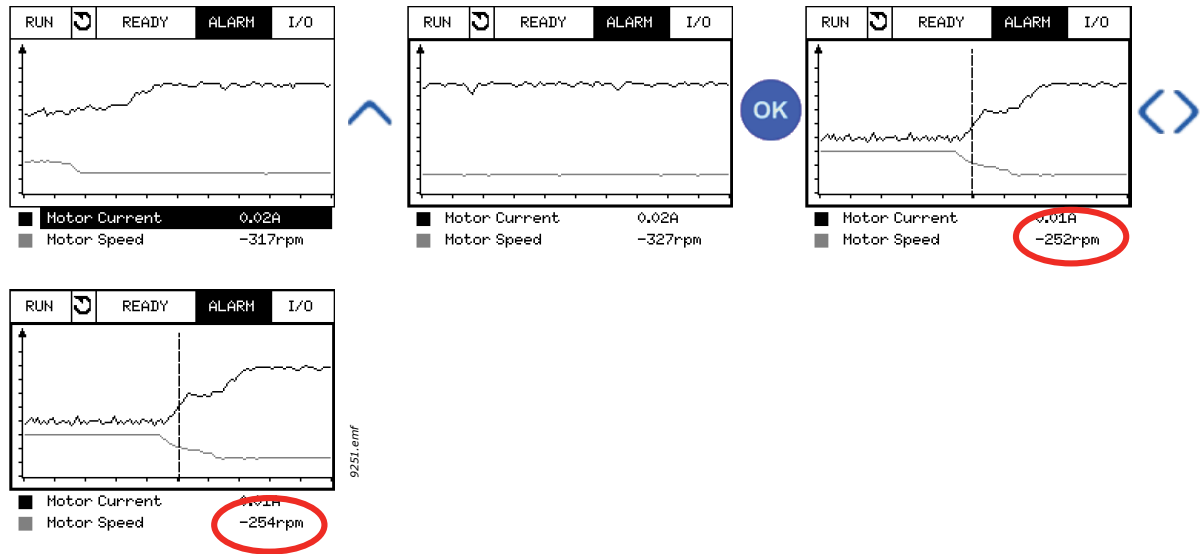 RUN READY ALARM I/O
Motor Current 0.02A
Motor Speed -317rpm
RUN READY ALARM I/O
Motor Current 0.02A
Motor Speed -327rpm
OK
RUN READY ALARM I/O
Motor Current 0.01A
Motor Speed -252rpm
RUN READY ALARM I/O
Motor Current 0.01A
Motor Speed -254rpm
9251.emf